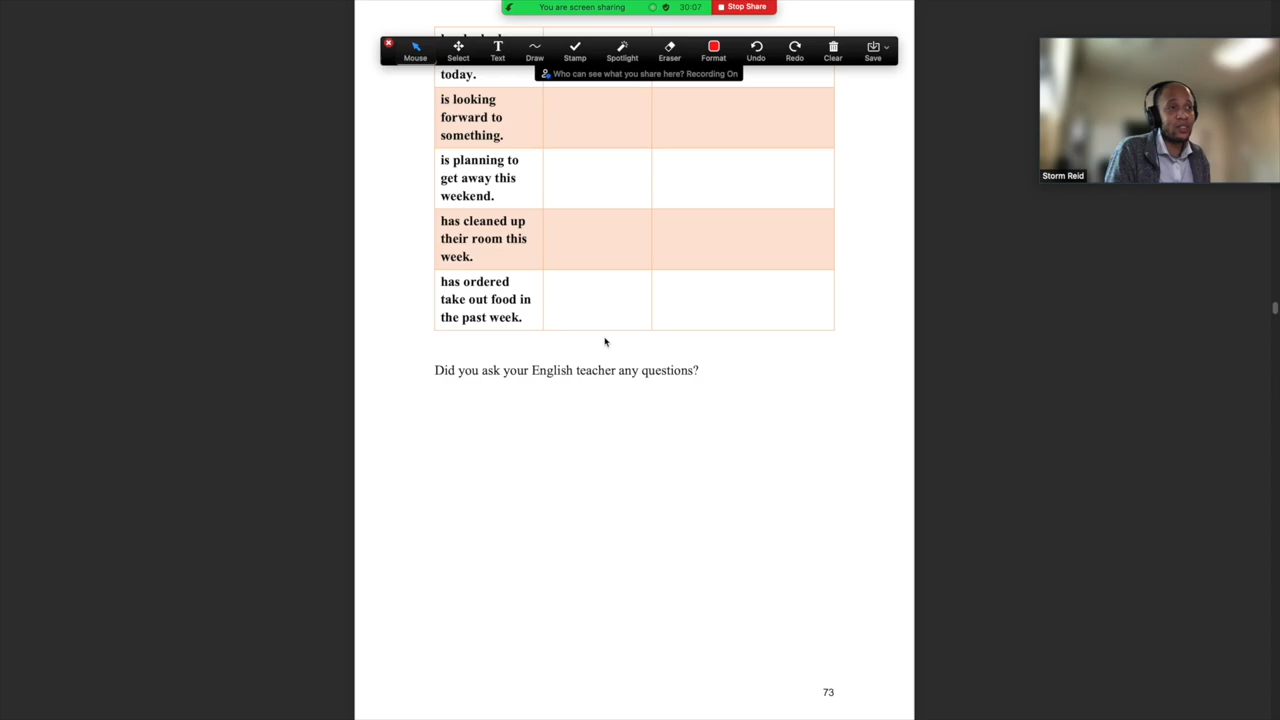 You are screen sharing 30:07 Stop Share
Mouse Select Text Draw Stamp Spotlight Eraser Format Undo Redo Clear Save
Who can see what you share here? Recording On
today.
is looking
forward to
something.
is planning to
get away this
weekend.
has cleaned up
their room this
week.
has ordered
take out food in
the past week.
Did you ask your English teacher any questions?
73
Storm Reid